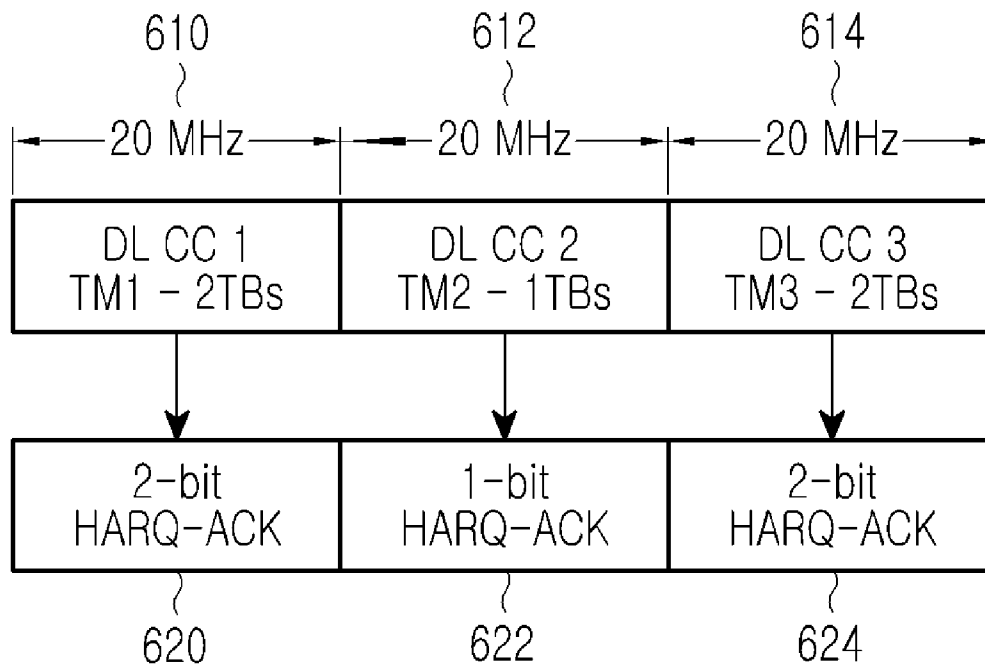 610 612 614
20 MHz 20 MHz 20 MHz
DL CC 1 DL CC 2 DL CC 3
TM1 - 2TBs TM2 - 1TBs TM3 - 2TBs
2-bit 1-bit 2-bit
HARQ-ACK HARQ-ACK HARQ-ACK
620 622 624